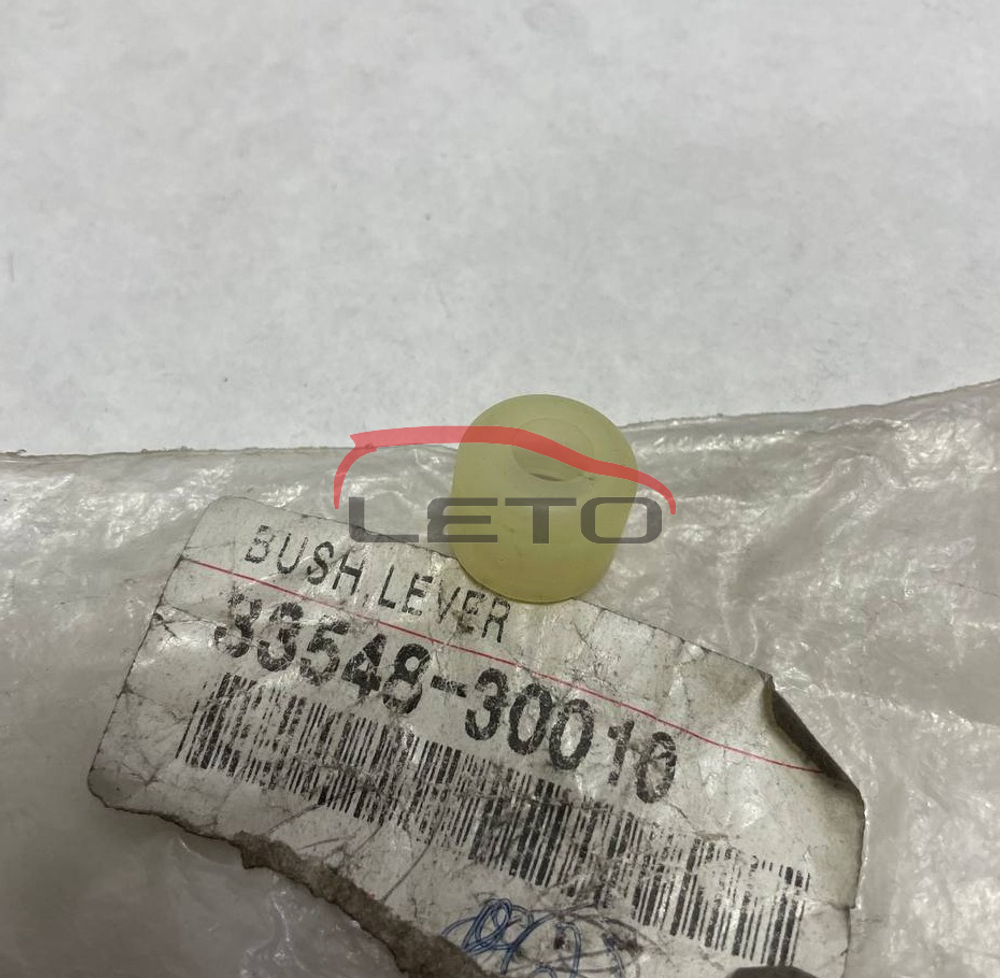 LETO
BUSH, LEVER
33548-30010